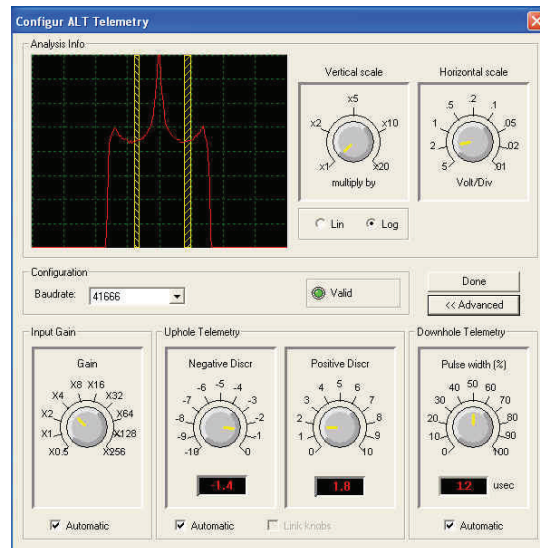 Configur ALT Telemetry
Analysis Info
Vertical scale
x1 x2 x5 x10 x20
multiply by
Lin Log
Horizontal scale
5 2 1 .5 .2 .1 .05 .02 .01
Volt/Div
Configuration
Baudrate: 41666
Valid
Done
<< Advanced
Input Gain
Gain
X0.5 X1 X2 X4 X8 X16 X32 X64 X128 X256
Automatic
Uphole Telemetry
Negative Discr
-10 -9 -8 -7 -6 -5 -4 -3 -2 -1 0
-1.4
Automatic
Positive Discr
0 1 2 3 4 5 6 7 8 9 10
1.8
Link knobs
Downhole Telemetry
Pulse width (%)
0 10 20 30 40 50 60 70 80 90 100
12 usec
Automatic